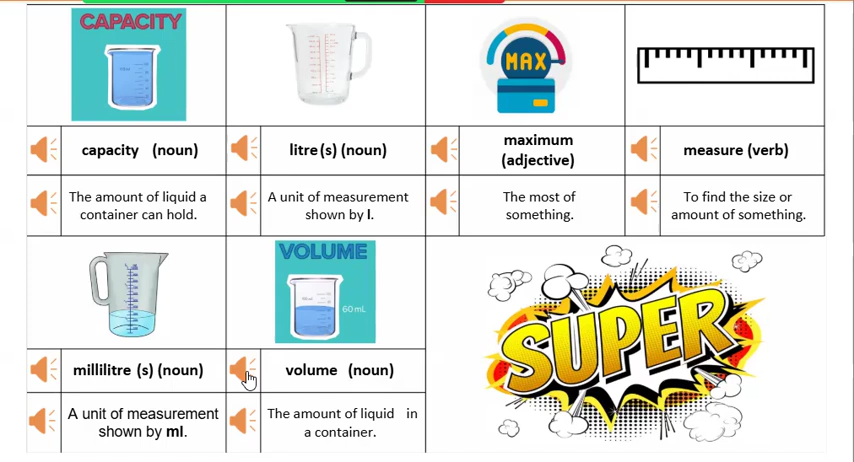 CAPACITY
MAX
capacity (noun)
litre (s) (noun)
maximum
(adjective)
measure (verb)
The amount of liquid a
container can hold.
A unit of measurement
shown by l.
The most of
something.
To find the size or
amount of something.
VOLUME
60 mL
SUPER
millilitre (s) (noun)
volume (noun)
A unit of measurement
shown by ml.
The amount of liquid in
a container.